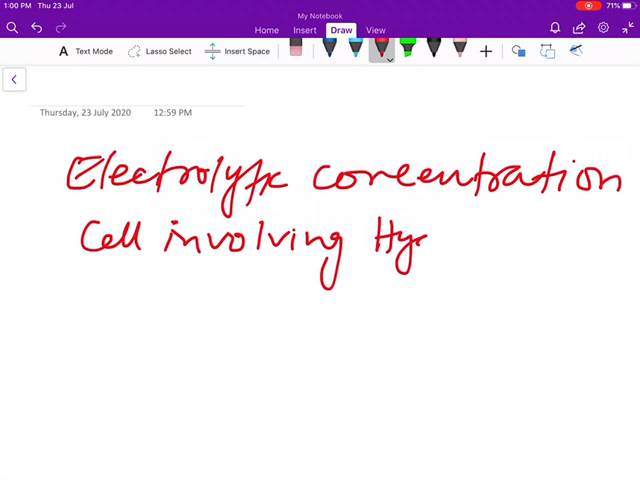 1:00 PM Thu 23 Jul
71%
My Notebook
Home Insert Draw View
A Text Mode Lasso Select Insert Space
Thursday, 23 July 2020 12:59 PM
concentration
Cell involving Hy